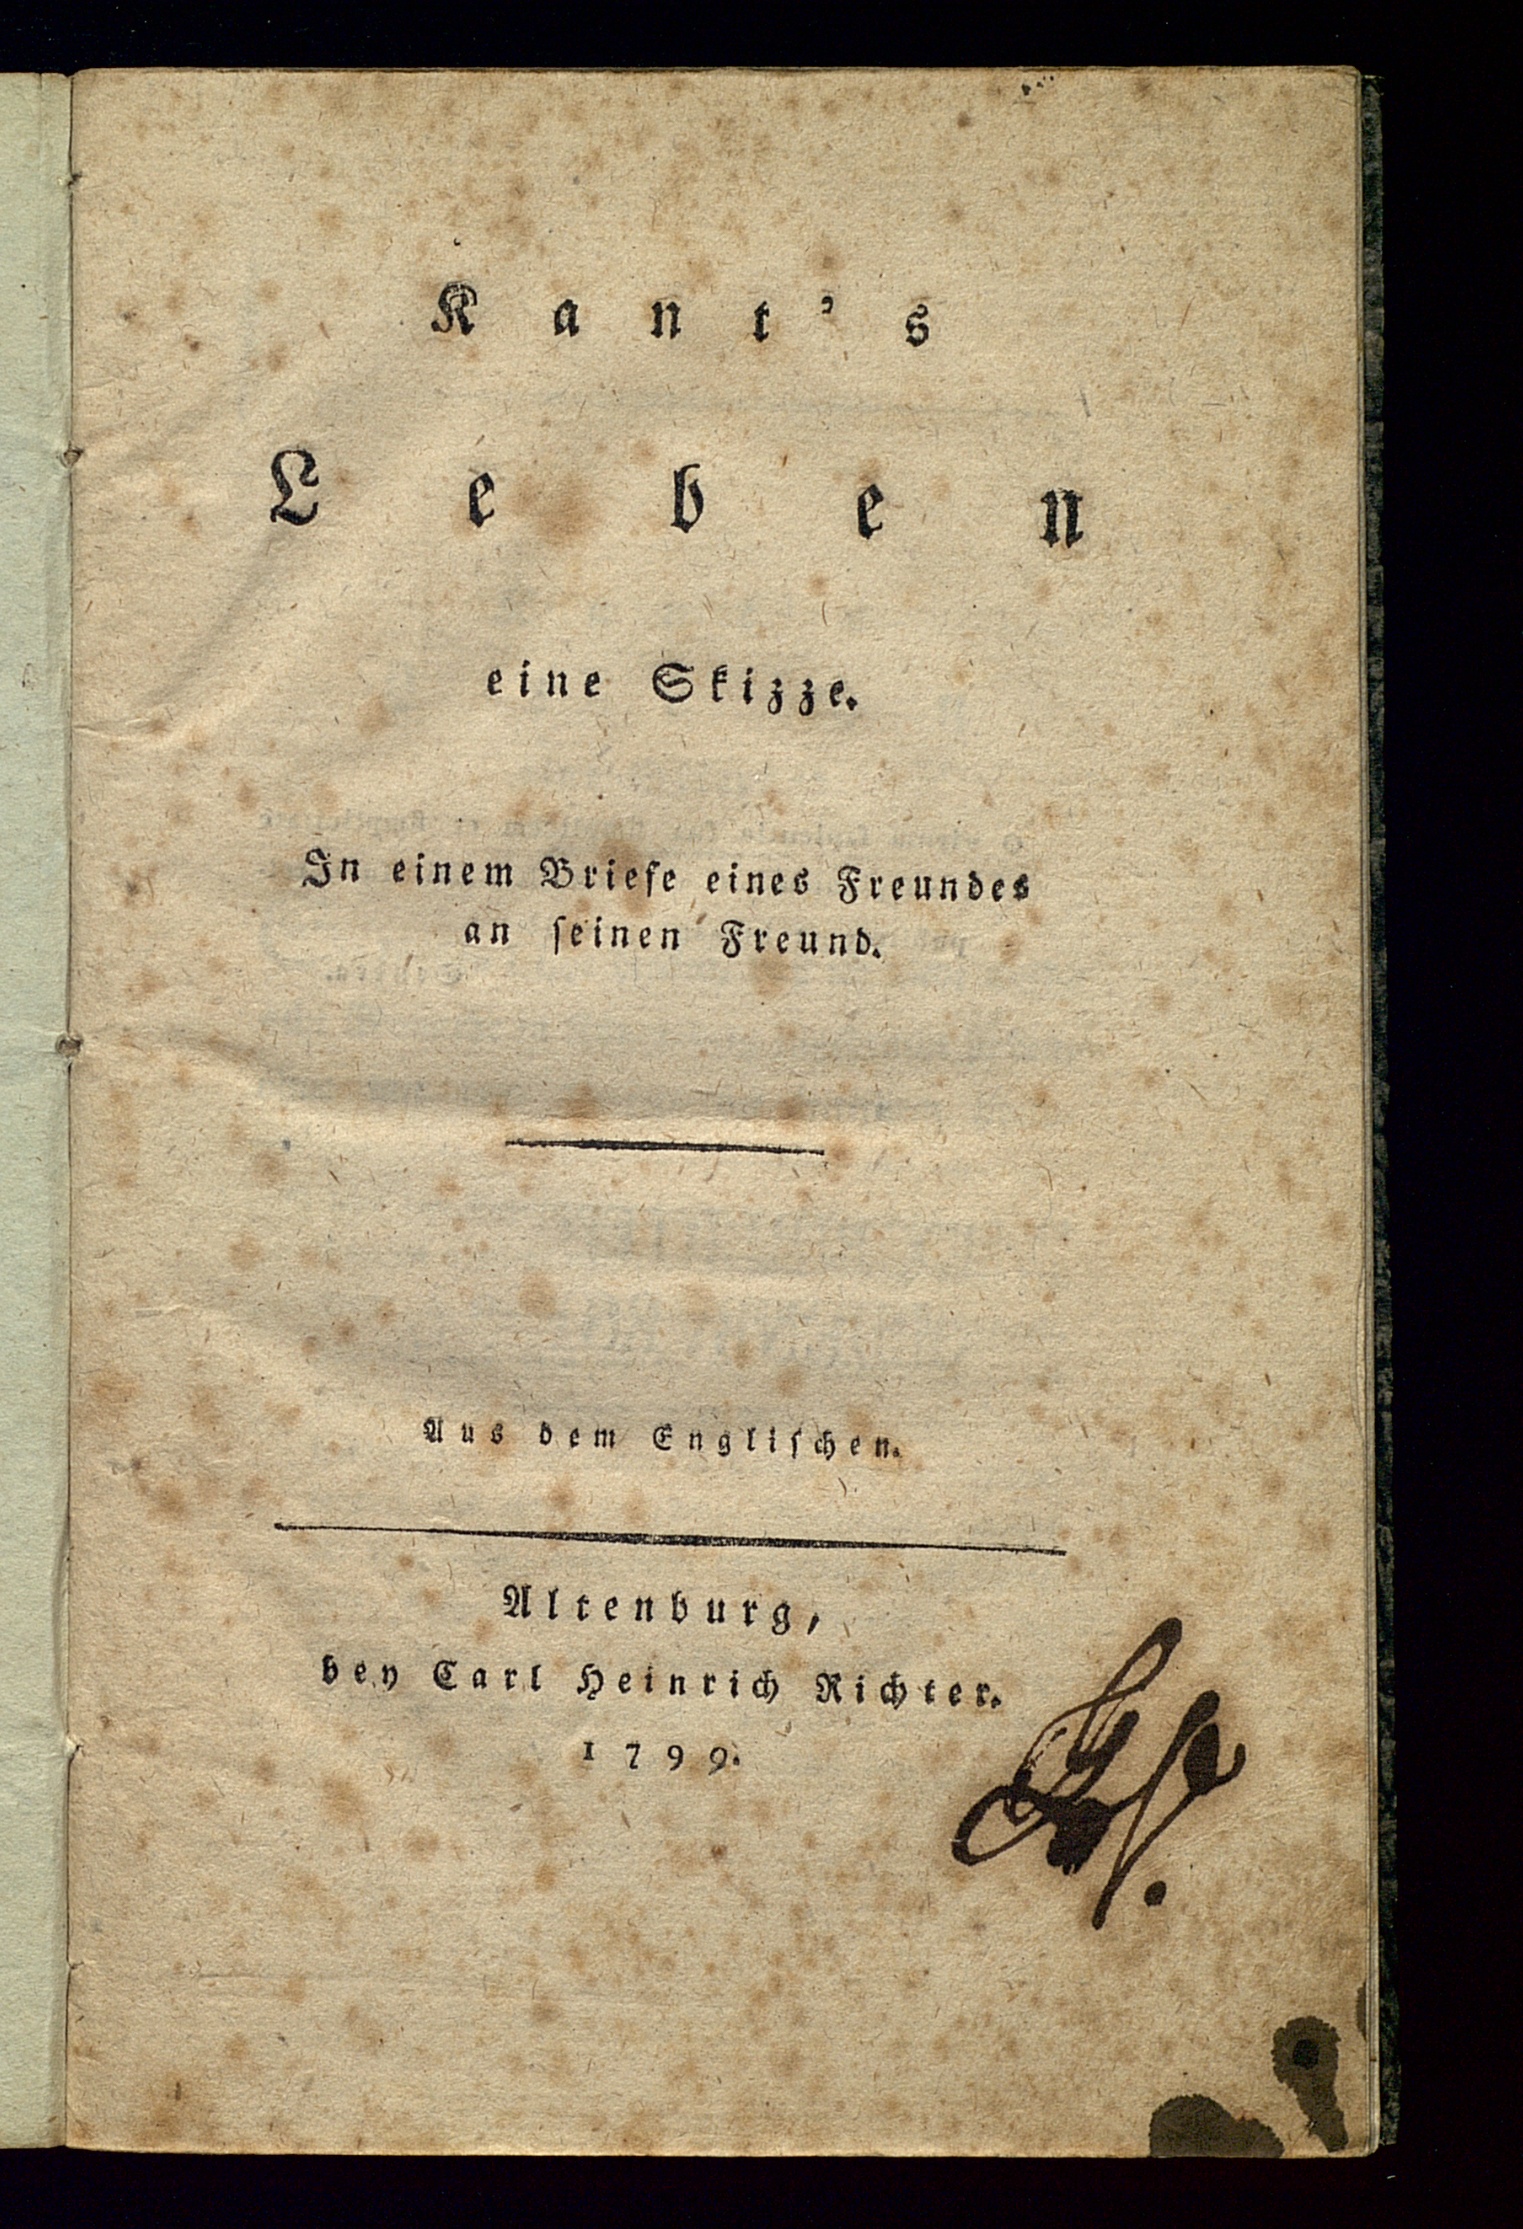 Kant's
Leben
eine Skizze.
In einem Briefe eines Freundes
an seinen Freund.
Aus dem Englischen.
Altenburg,
bey Carl Heinrich Richter.
1799.